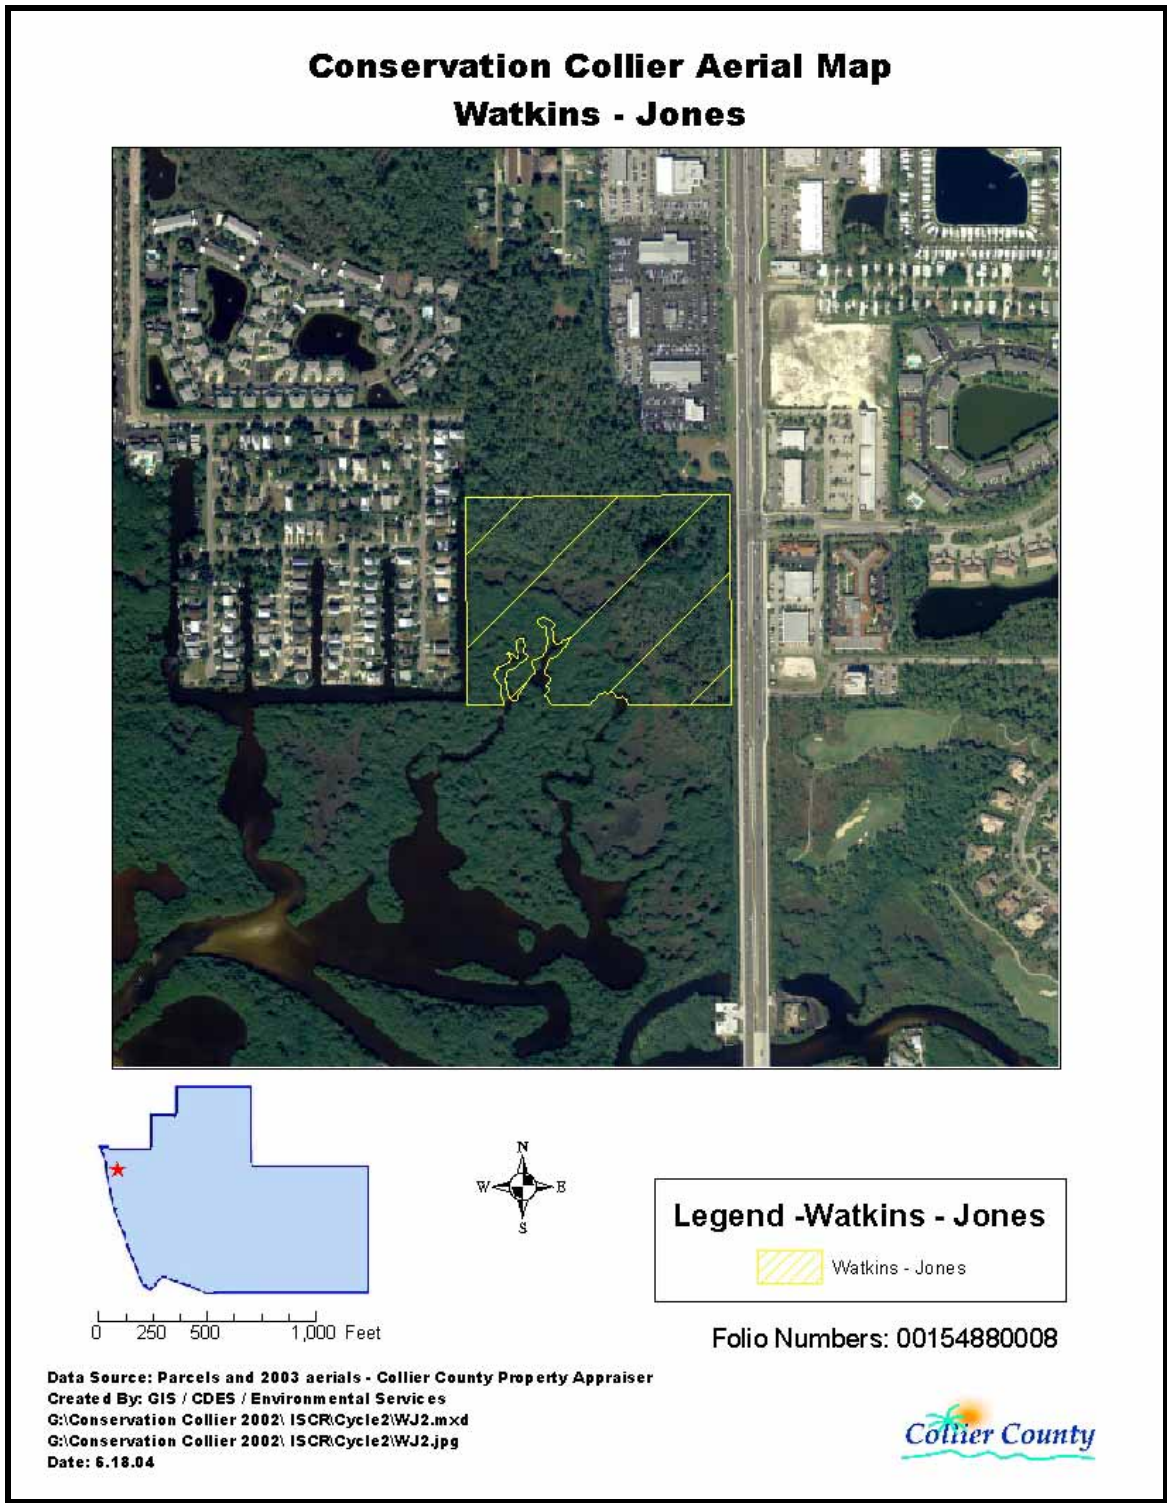 Conservation Collier Aerial Map
Watkins - Jones
N
W E
S
Legend -Watkins - Jones
Watkins - Jones
0 250 500 1,000 Feet
Folio Numbers: 00154880008
Data Source: Parcels and 2003 aerials - Collier County Property Appraiser
Created By: GIS / CDES / Environmental Services
G:\Conservation Collier 2002\ ISCR\Cycle2\WJ2.mxd
G:\Conservation Collier 2002\ ISCR\Cycle2\WJ2.jpg
Date: 6.18.04
Collier County